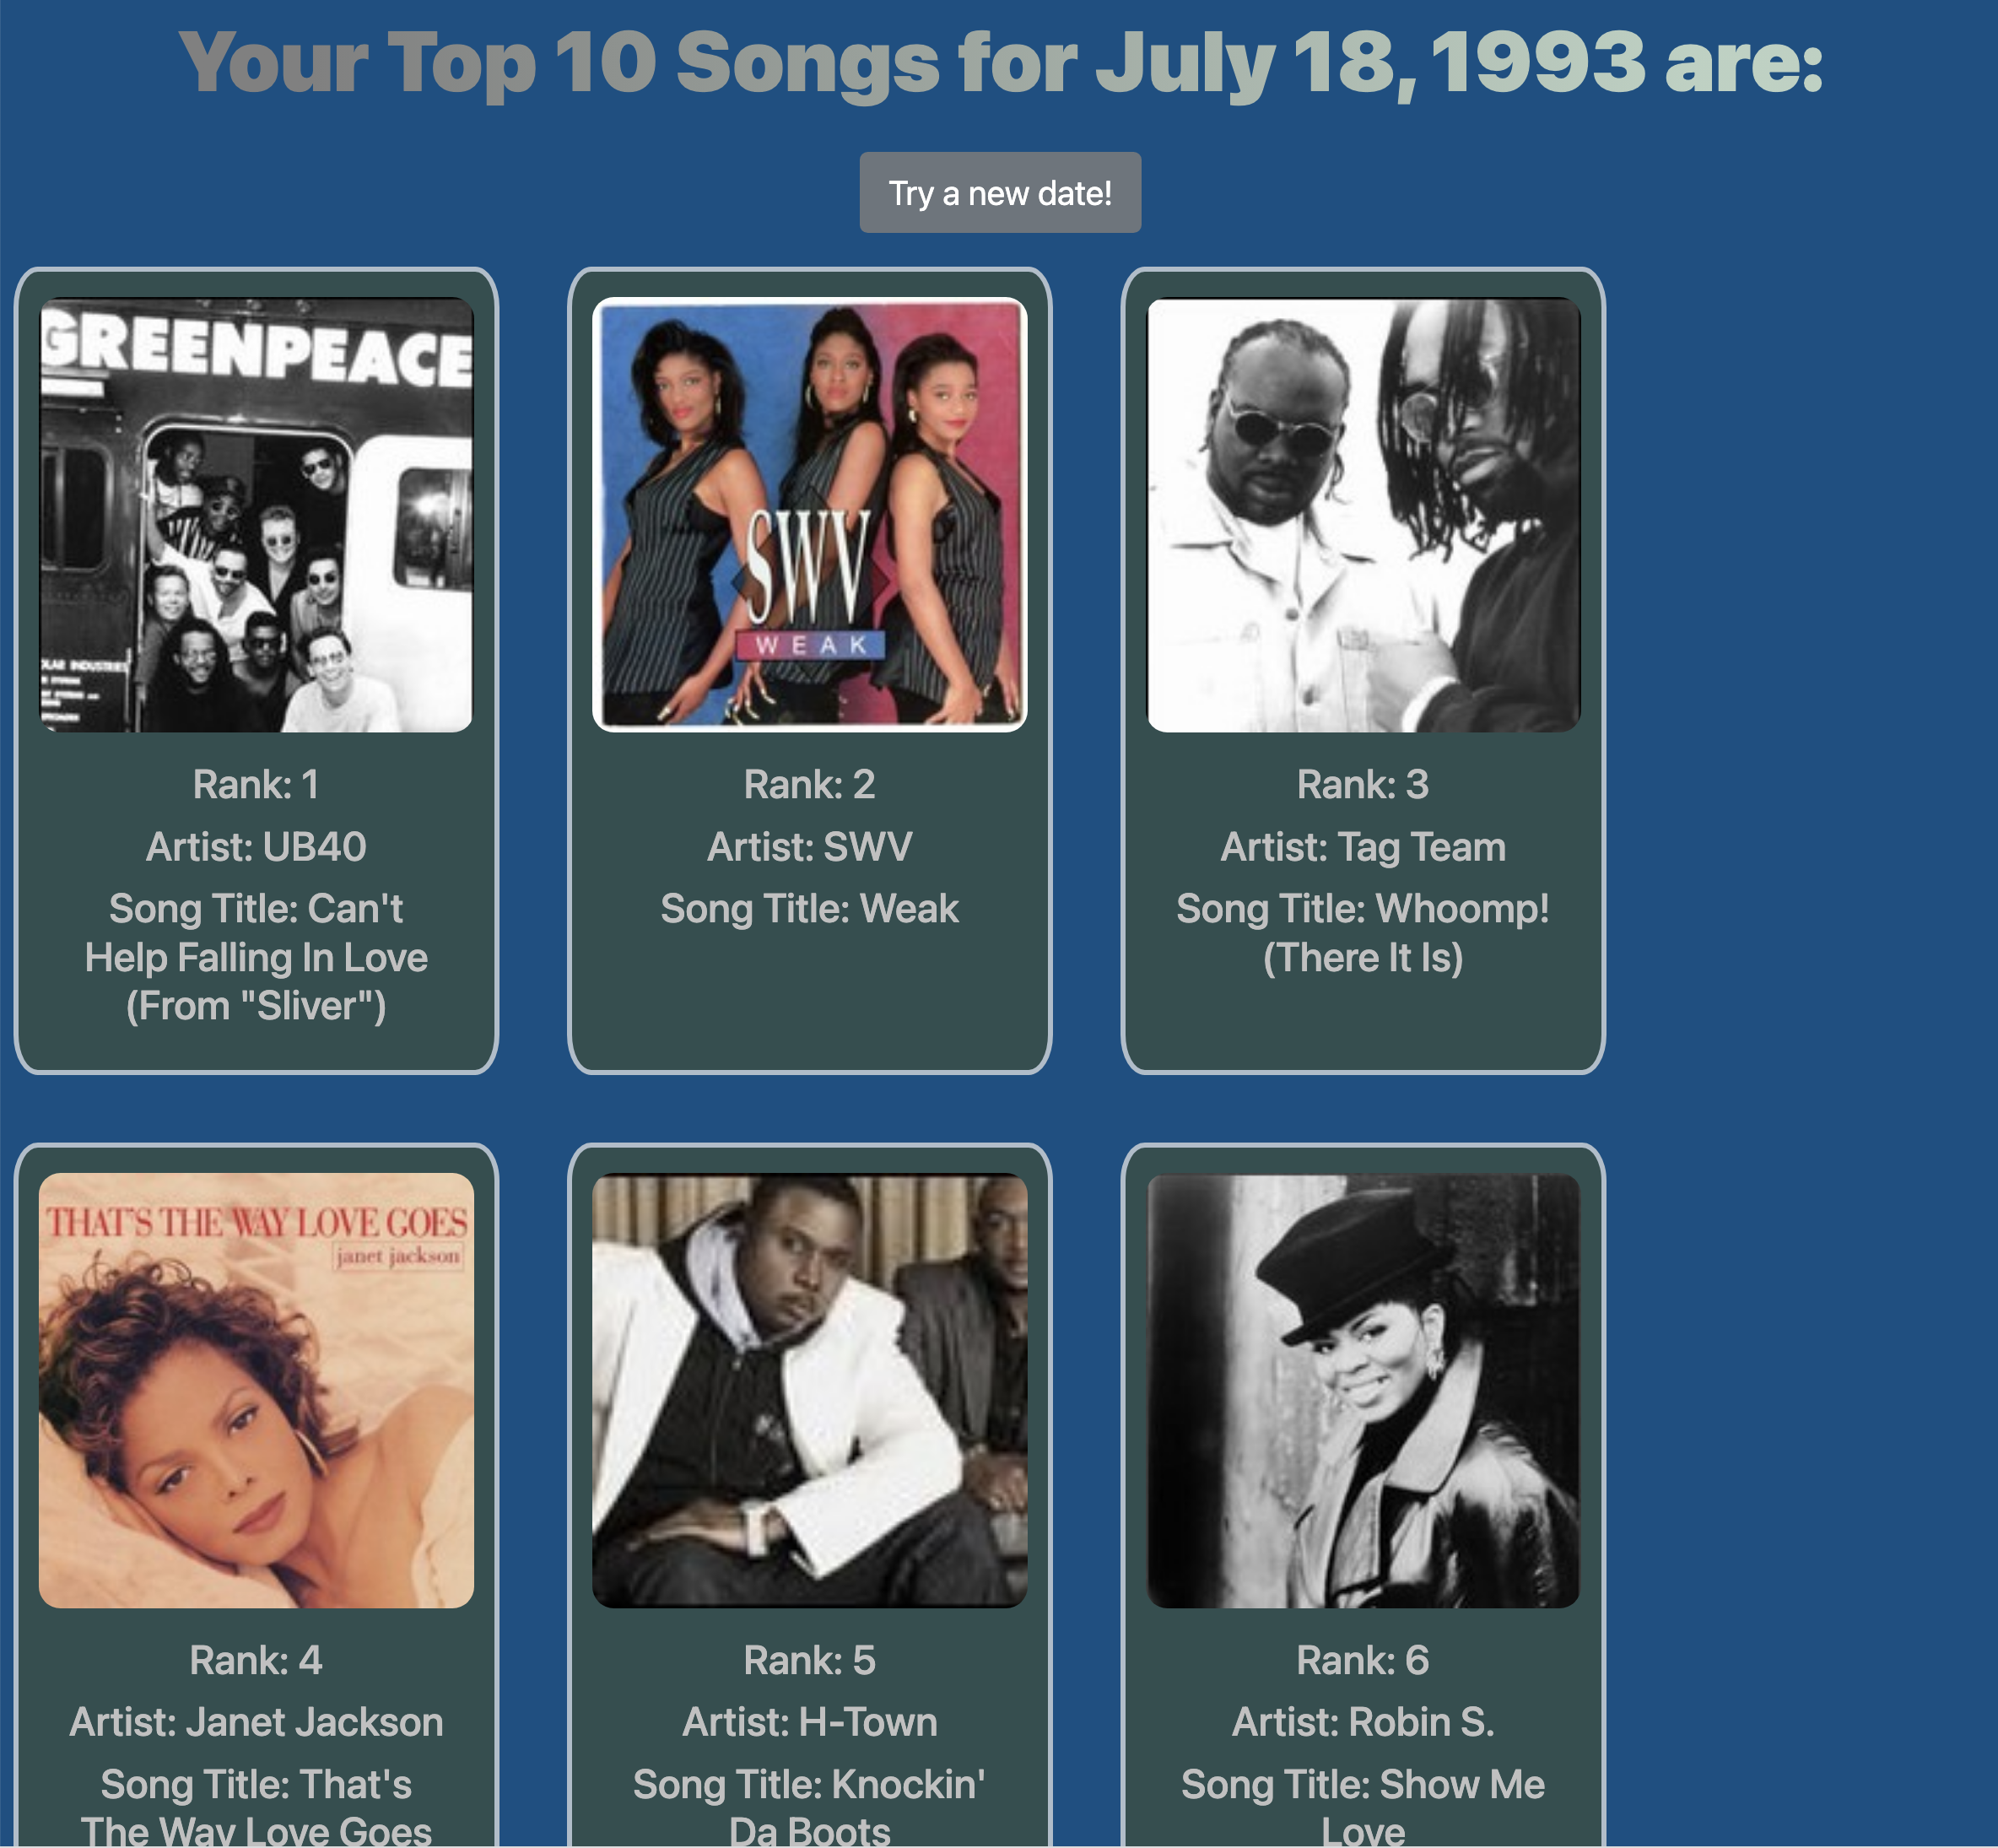 Your Top 10 Songs for July 18, 1993 are:
Try a new date!
GREENPEACE
OLAR INDUSTRIES
Rank: 1
Artist: UB40
Song Title: Can't
Help Falling In Love
(From "Sliver")
SWV
WEAK
Rank: 2
Artist: SWV
Song Title: Weak
Rank: 3
Artist: Tag Team
Song Title: Whoomp!
(There It Is)
THAT'S THE WAY LOVE GOES
janet jackson
Rank: 4
Artist: Janet Jackson
Song Title: That's
The Way Love Goes
Rank: 5
Artist: H-Town
Song Title: Knockin'
Da Boots
Rank: 6
Artist: Robin S.
Song Title: Show Me
Love